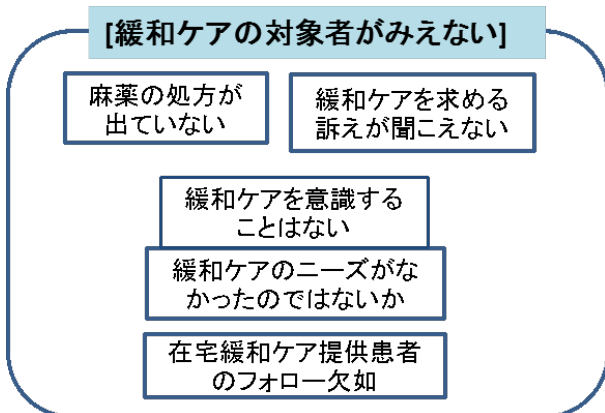 [緩和ケアの対象者がみえない]
麻薬の処方が
出ていない
緩和ケアを求める
訴えが聞こえない
緩和ケアを意識する
ことはない
緩和ケアのニーズがな
かったのではないか
在宅緩和ケア提供患者
のフォロー欠如